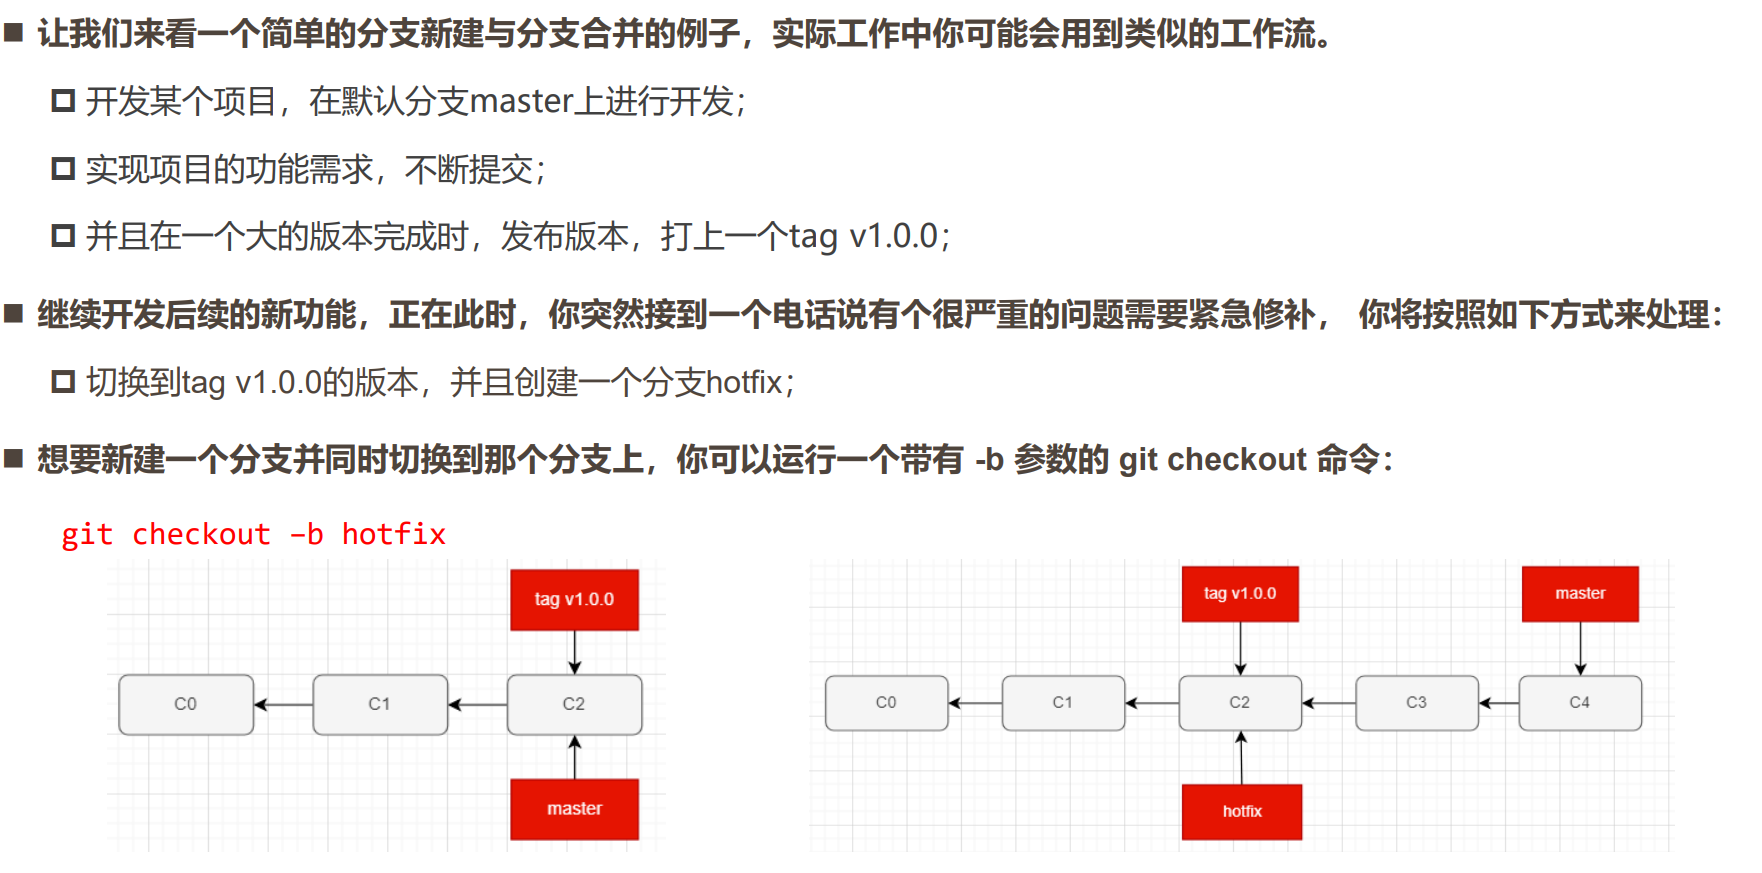 让我们来看一个简单的分支新建与分支合并的例子，实际工作中你可能会用到类似的工作流。
开发某个项目，在默认分支master上进行开发；
实现项目的功能需求，不断提交；
并且在一个大的版本完成时，发布版本，打上一个tag v1.0.0；
继续开发后续的新功能，正在此时，你突然接到一个电话说有个很严重的问题需要紧急修补， 你将按照如下方式来处理：
切换到tag v1.0.0的版本，并且创建一个分支hotfix；
想要新建一个分支并同时切换到那个分支上，你可以运行一个带有 -b 参数的 git checkout 命令：
git checkout –b hotfix
tag v1.0.0
C0
C1
C2
master
tag v1.0.0
master
C0
C1
C2
C3
C4
hotfix